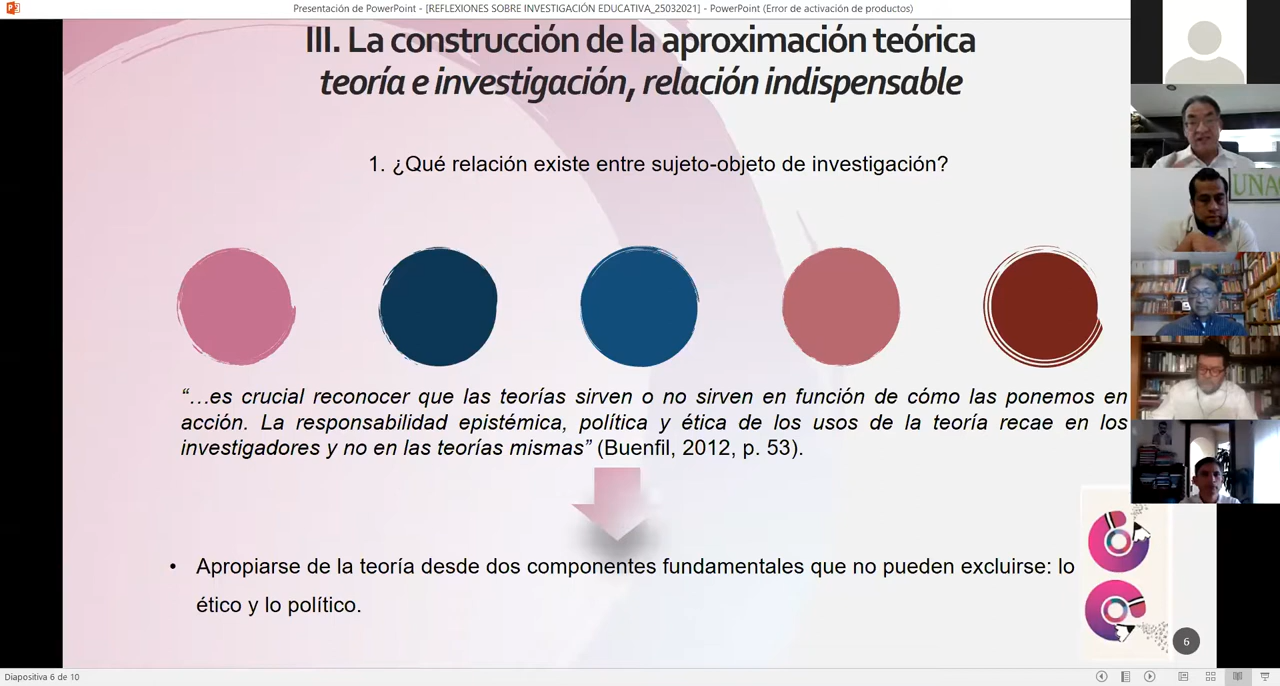 Presentación de PowerPoint - [REFLEXIONES SOBRE INVESTIGACIÓN EDUCATIVA_25032021] - PowerPoint (Error de activación de productos)
III. La construcción de la aproximación teórica
teoría e investigación, relación indispensable
1. ¿Qué relación existe entre sujeto-objeto de investigación?
UNA
“…es crucial reconocer que las teorías sirven o no sirven en función de cómo las ponemos en
acción. La responsabilidad epistémica, política y ética de los usos de la teoría recae en los
investigadores y no en las teorías mismas” (Buenfil, 2012, p. 53).
• Apropiarse de la teoría desde dos componentes fundamentales que no pueden excluirse: lo
ético y lo político.
6
Diapositiva 6 de 10